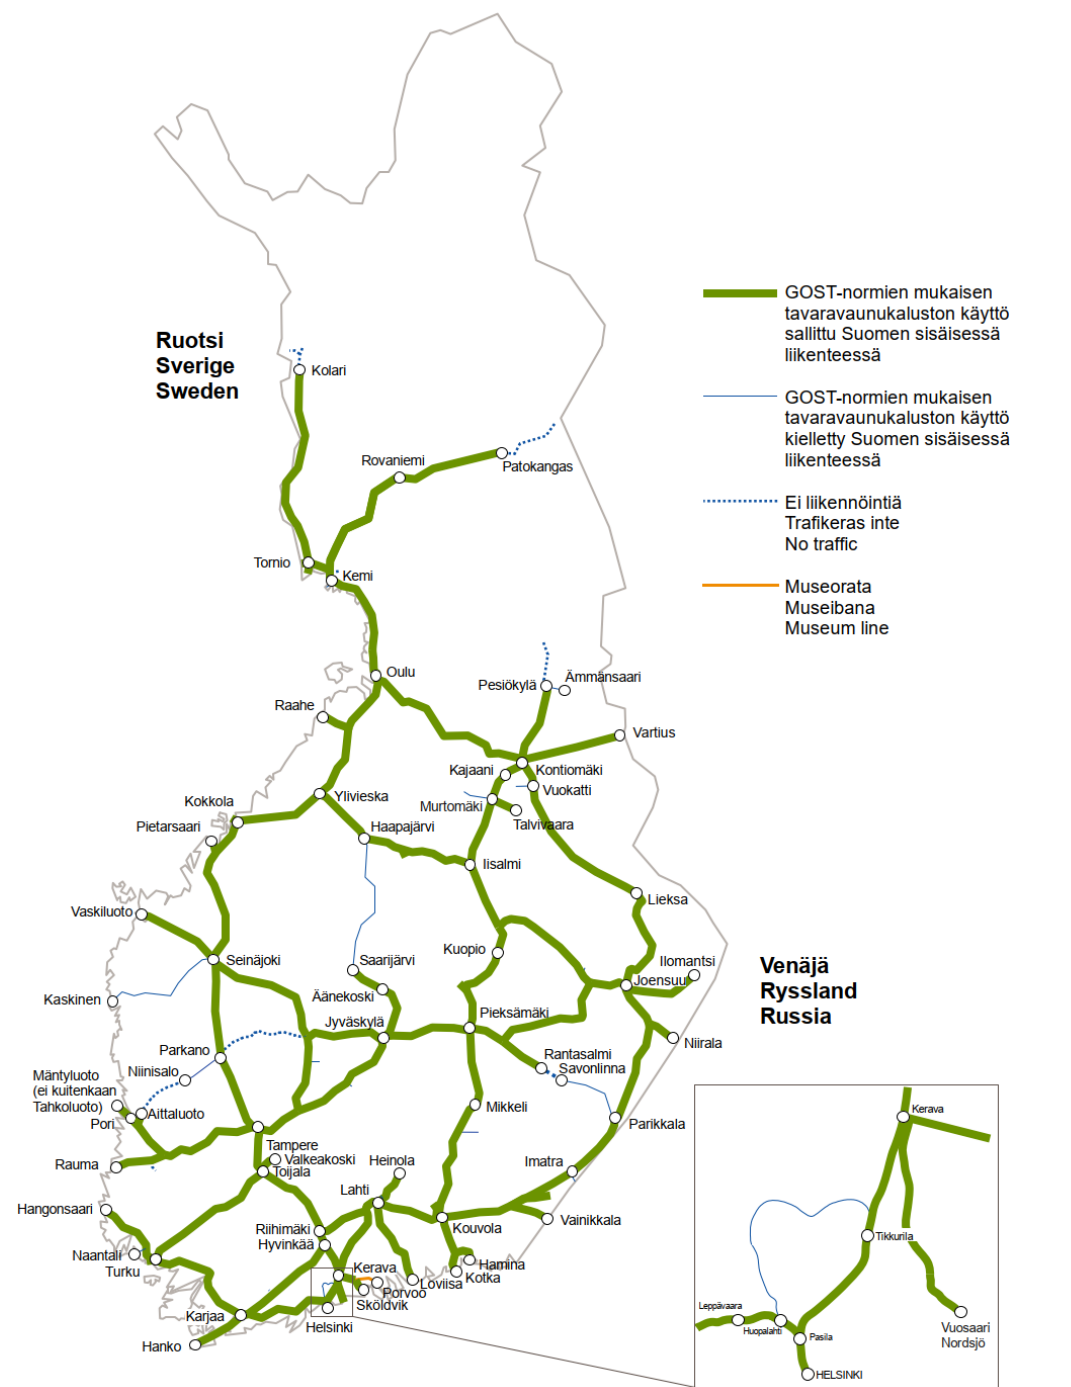 Ruotsi
Sverige
Sweden
GOST-normien mukaisen
tavaravaunukaluston käyttö
sallittu Suomen sisäisessä
liikenteessä
GOST-normien mukaisen
tavaravaunukaluston käyttö
kielletty Suomen sisäisessä
liikenteessä
Ei liikennöintiä
Trafikeras inte
No traffic
Museorata
Museibana
Museum line
Kolari
Rovaniemi
Patokangas
Tornio
Kemi
Oulu
Pesiökylä
Ämmänsaari
Raahe
Vartius
Kajaani
Kontiomäki
Vuokatti
Ylivieska
Murtomäki
Kokkola
Talvivaara
Pietarsaari
Haapajärvi
Iisalmi
Lieksa
Vaskiluoto
Kuopio
Seinäjoki
Saarijärvi
Ilomantsi
Joensuu
Venäjä
Ryssland
Russia
Kaskinen
Äänekoski
Jyväskylä
Pieksämäki
Niirala
Parkano
Rantasalmi
Savonlinna
Niinisalo
Mäntyluoto
(ei kuitenkaan
Tahkoluoto)
Aittaluoto
Pori
Mikkeli
Parikkala
Tampere
Valkeakoski
Toijala
Rauma
Heinola
Imatra
Lahti
Hangonsaari
Riihimäki
Hyvinkää
Kouvola
Vainikkala
Naantali
Turku
Kerava
Hamina
Kotka
Loviisa
Porvoo
Sköldvik
Karjaa
Helsinki
Hanko
Kerava
Tikkurila
Leppävaara
Huopalahti
Pasila
Vuosaari
Nordsjö
HELSINKI